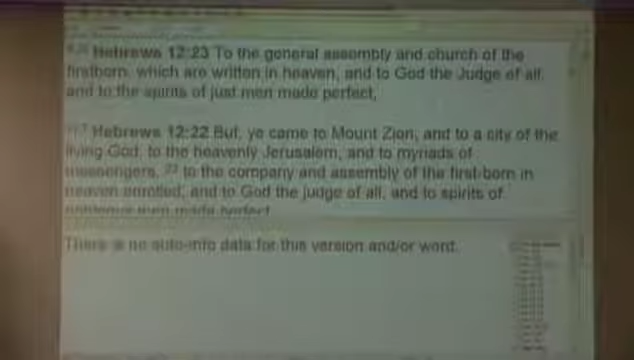 Hebrews 12:23 To the general assembly and church of the
firstborn, which are written in heaven, and to God the Judge of all,
and to the spirits of just men made perfect,
Hebrews 12:22 But, ye came to Mount Zion, and to a city of the
living God, to the heavenly Jerusalem, and to myriads of
messengers, 23 to the company and assembly of the first-born in
heaven enrolled, and to God the judge of all, and to spirits of
men made perfect
There is no auto-info data for this version and/or word.